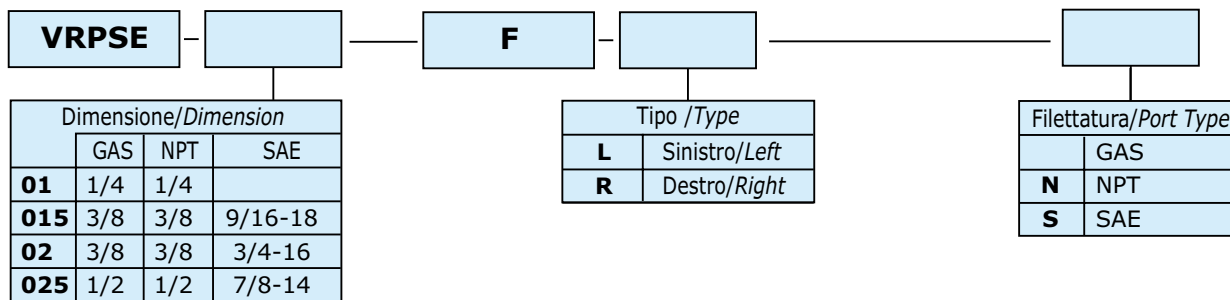 VRPSE – F –
Dimensione/Dimension
GAS NPT SAE
01 1/4 1/4
015 3/8 3/8 9/16-18
02 3/8 3/8 3/4-16
025 1/2 1/2 7/8-14
Tipo /Type
L Sinistro/Left
R Destro/Right
Filettatura/Port Type
GAS
N NPT
S SAE